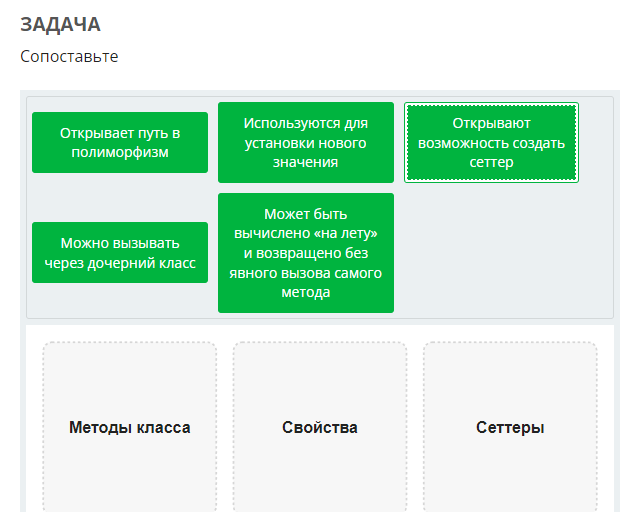 ЗАДАЧА
Сопоставьте
Открывает путь в
полиморфизм
Используются для
установки нового
значения
Открывают
возможность создать
сеттер
Можно вызывать
через дочерний класс
Может быть
вычислено «на лету»
и возвращено без
явного вызова самого
метода
Методы класса
Свойства
Сеттеры